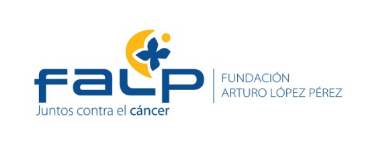 falp
Juntos contra el cáncer
FUNDACIÓN
ARTURO LÓPEZ PÉREZ